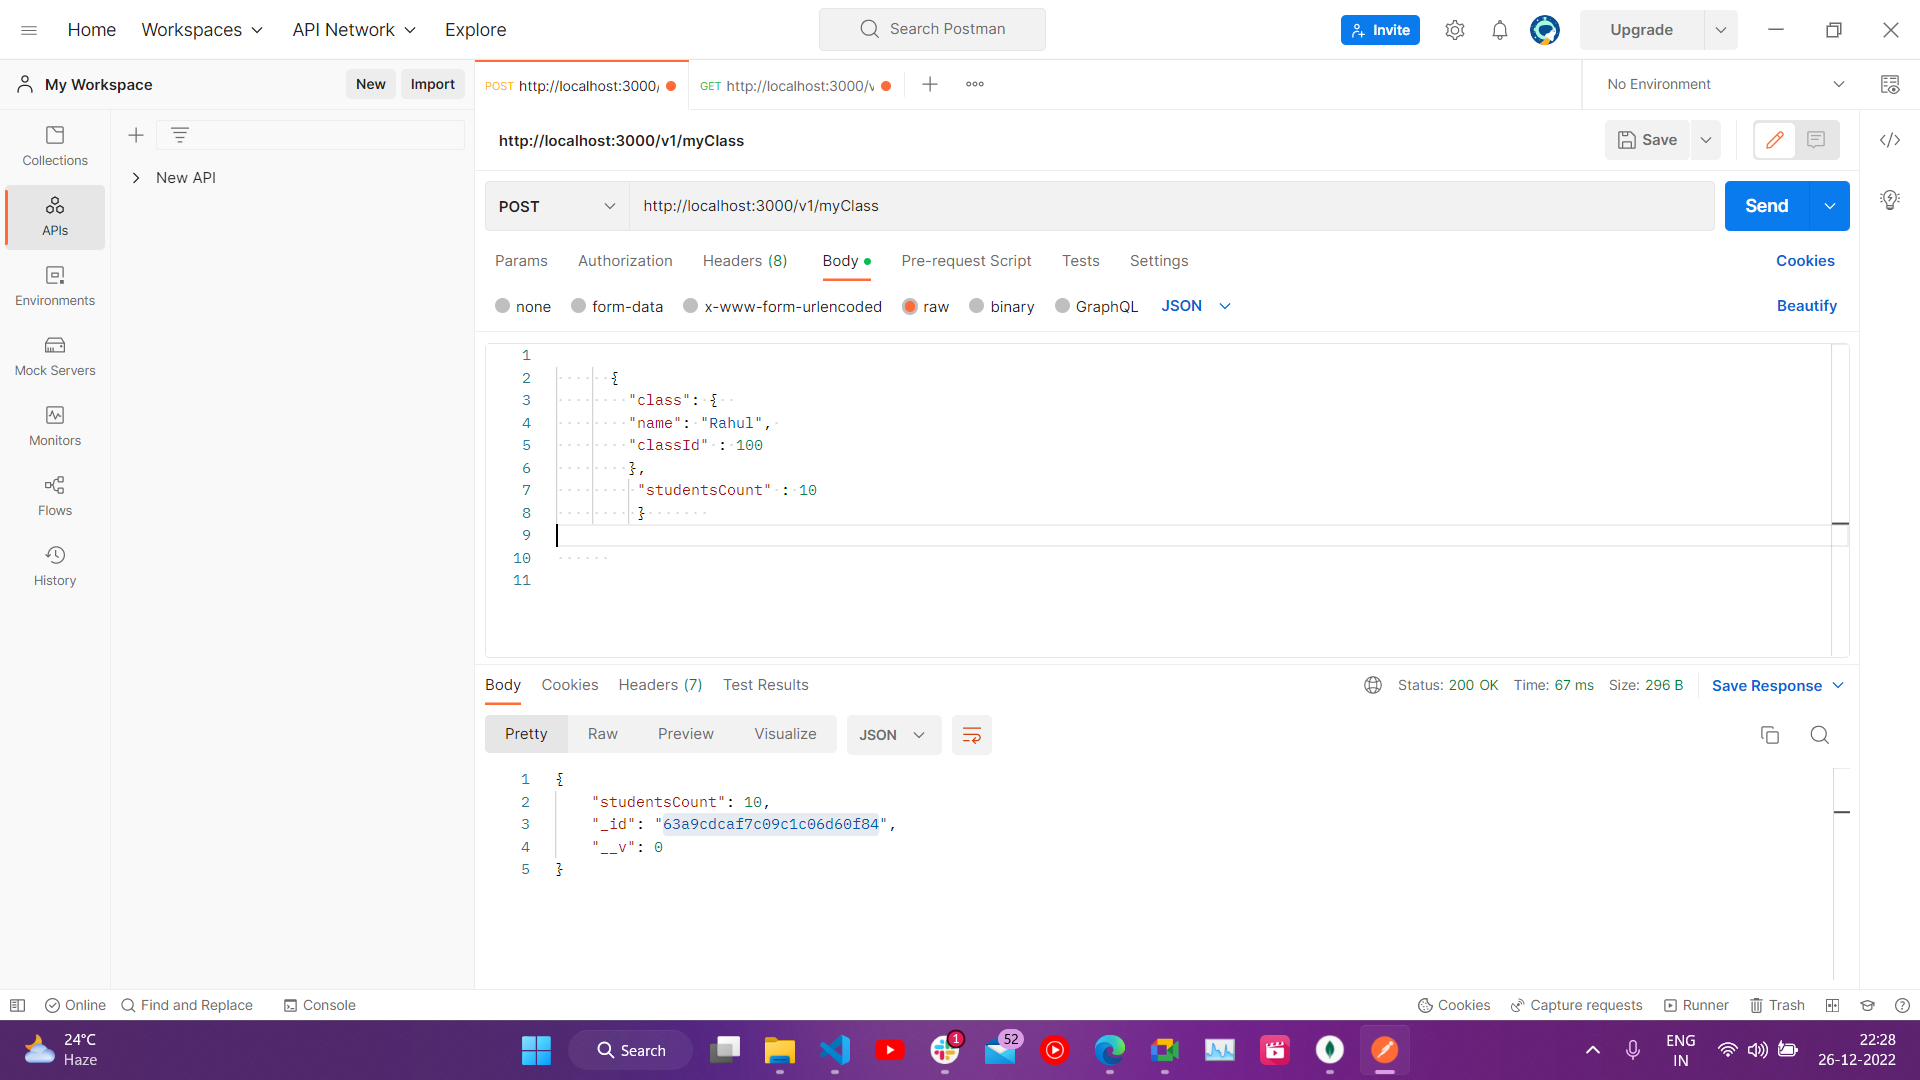 Home Workspaces API Network Explore Search Postman Invite Upgrade
My Workspace New Import POST http://localhost:3000/ GET http://localhost:3000/v No Environment
Collections
APIs
Environments
Mock Servers
Monitors
Flows
History
New API
http://localhost:3000/v1/myClass Save
POST http://localhost:3000/v1/myClass Send
Params Authorization Headers (8) Body Pre-request Script Tests Settings Cookies
none form-data x-www-form-urlencoded raw binary GraphQL JSON Beautify
1
2 {
3 "class": {
4 "name": "Rahul",
5 "classId" : 100
6 },
7 "studentsCount" : 10
8 }
9
10
11
Body Cookies Headers (7) Test Results Status: 200 OK Time: 67 ms Size: 296 B Save Response
Pretty Raw Preview Visualize JSON
1 {
2 "studentsCount": 10,
3 "_id": "63a9cdcaf7c09c1c06d60f84",
4 "__v": 0
5 }
Online Find and Replace Console Cookies Capture requests Runner Trash
24°C
Haze
Search
1
52
ENG
IN
22:28
26-12-2022